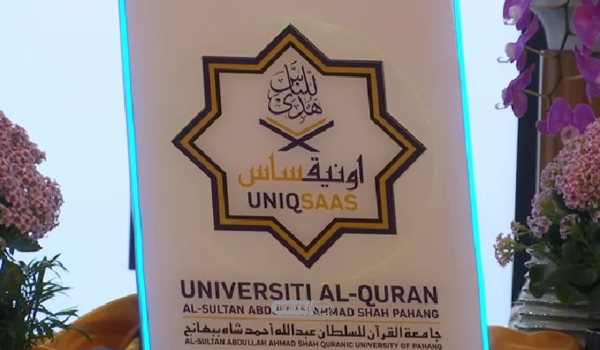 هدى للناس
اونيقساس
UNIQSAAS
UNIVERSITI AL-QURAN
AL-SULTAN ABDULLAH AHMAD SHAH PAHANG
جامعة القرآن للسلطان عبدالله أحمد شاه بهانج
AL-SULTAN ABDULLAH AHMAD SHAH QURANIC UNIVERSITY OF PAHANG